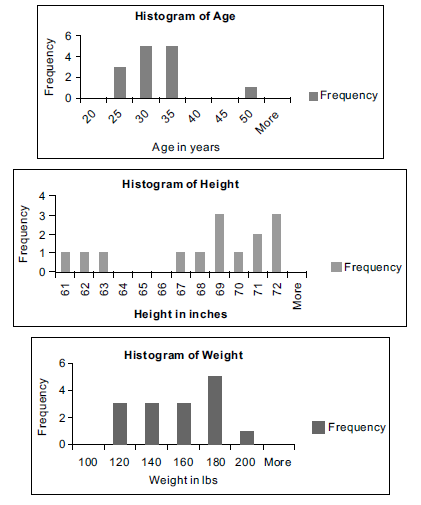 Histogram of Age
Frequency
6
4
2
0
20 25 30 35 40 45 50 More
Age in years
Frequency
Histogram of Height
Frequency
4
3
2
1
0
61 62 63 64 65 66 67 68 69 70 71 72 More
Height in inches
Frequency
Histogram of Weight
Frequency
6
4
2
0
100 120 140 160 180 200 More
Weight in lbs
Frequency